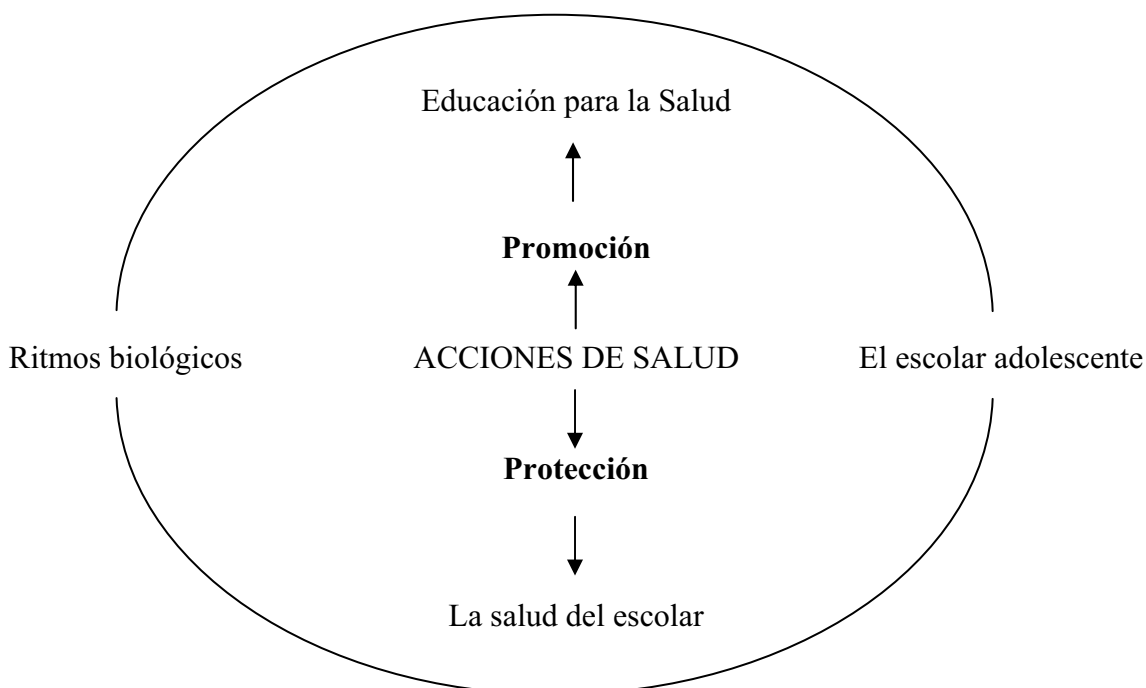 Educación para la Salud
Promoción
Ritmos biológicos
ACCIONES DE SALUD
El escolar adolescente
Protección
La salud del escolar